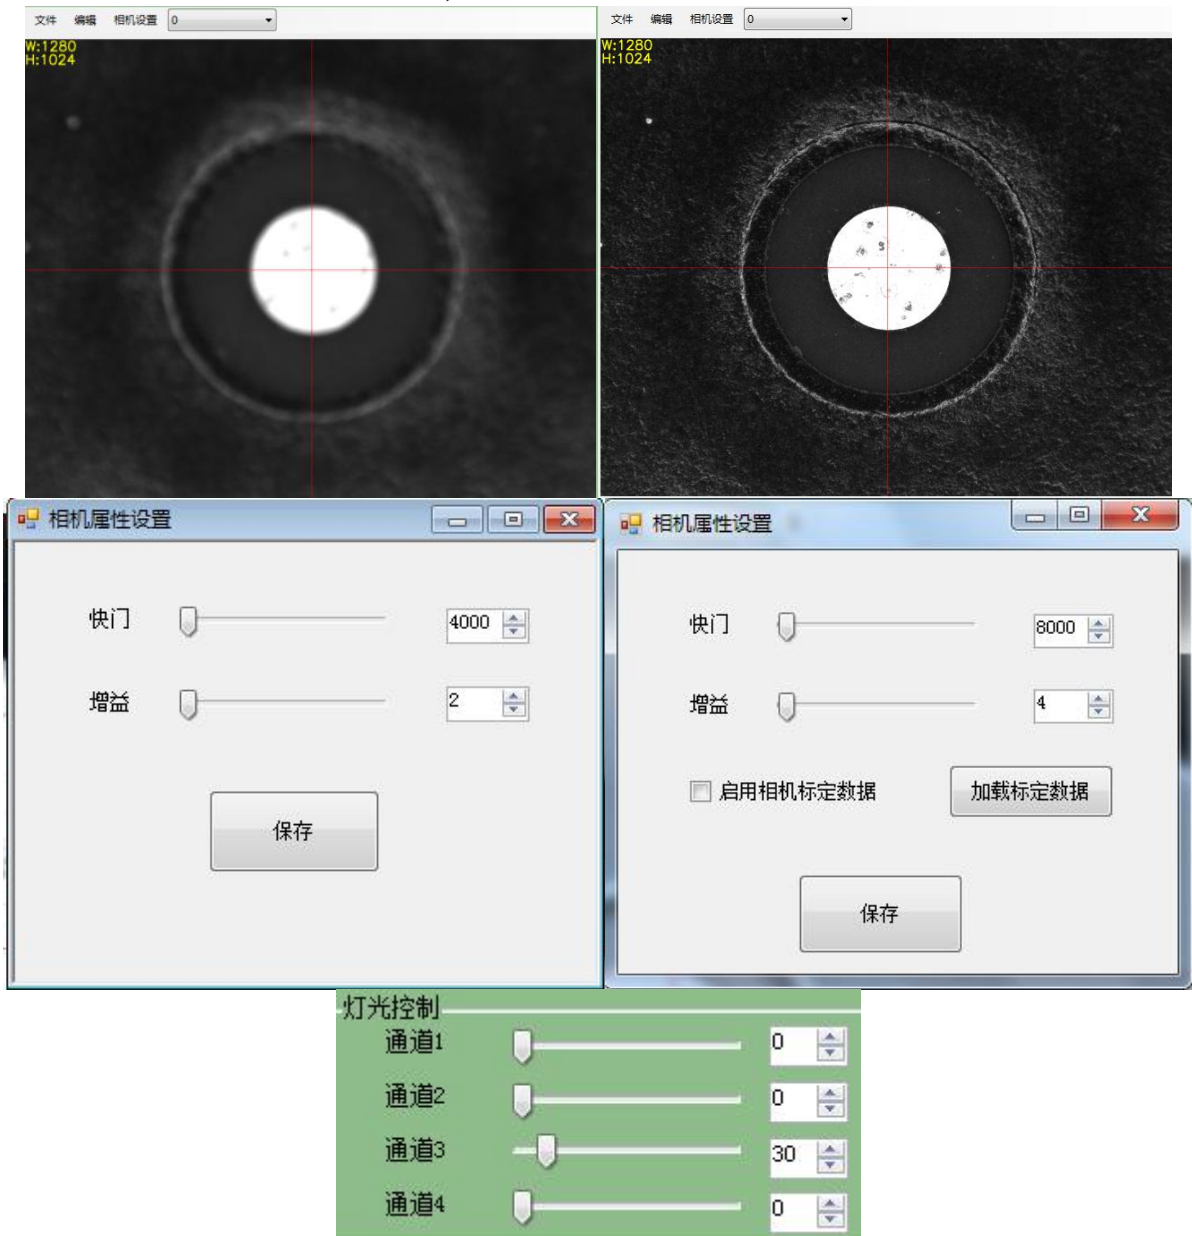 文件 编辑 相机设置 0
W:1280
H:1024
文件 编辑 相机设置 0
W:1280
H:1024
相机属性设置
快门 4000
增益 2
保存
相机属性设置
快门 8000
增益 4
启用相机标定数据 加载标定数据
保存
灯光控制
通道1 0
通道2 0
通道3 30
通道4 0